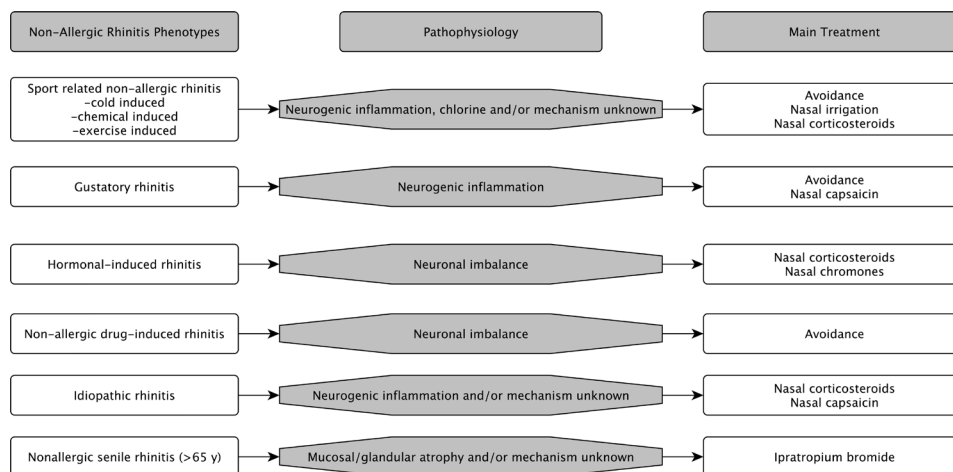 Non-Allergic Rhinitis Phenotypes
Pathophysiology
Main Treatment
Sport related non-allergic rhinitis
-cold induced
-chemical induced
-exercise induced
Neurogenic inflammation, chlorine and/or mechanism unknown
Avoidance
Nasal irrigation
Nasal corticosteroids
Gustatory rhinitis
Neurogenic inflammation
Avoidance
Nasal capsaicin
Hormonal-induced rhinitis
Neuronal imbalance
Nasal corticosteroids
Nasal chromones
Non-allergic drug-induced rhinitis
Neuronal imbalance
Avoidance
Idiopathic rhinitis
Neurogenic inflammation and/or mechanism unknown
Nasal corticosteroids
Nasal capsaicin
Nonallergic senile rhinitis (>65 y)
Mucosal/glandular atrophy and/or mechanism unknown
Ipratropium bromide